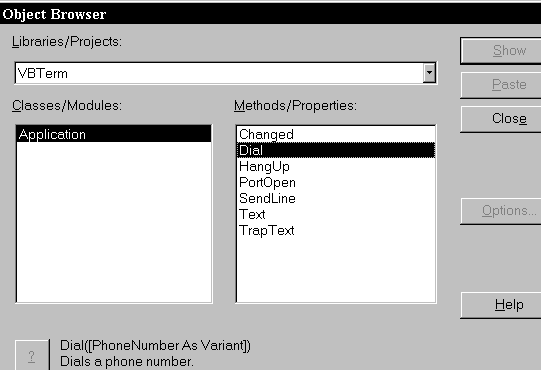 Object Browser
Libraries/Projects:
VBTerm
Show
Paste
Close
Classes/Modules:
Methods/Properties:
Application
Changed
Dial
HangUp
PortOpen
SendLine
Text
TrapText
Options...
Help
?
Dial([PhoneNumber As Variant])
Dials a phone number.